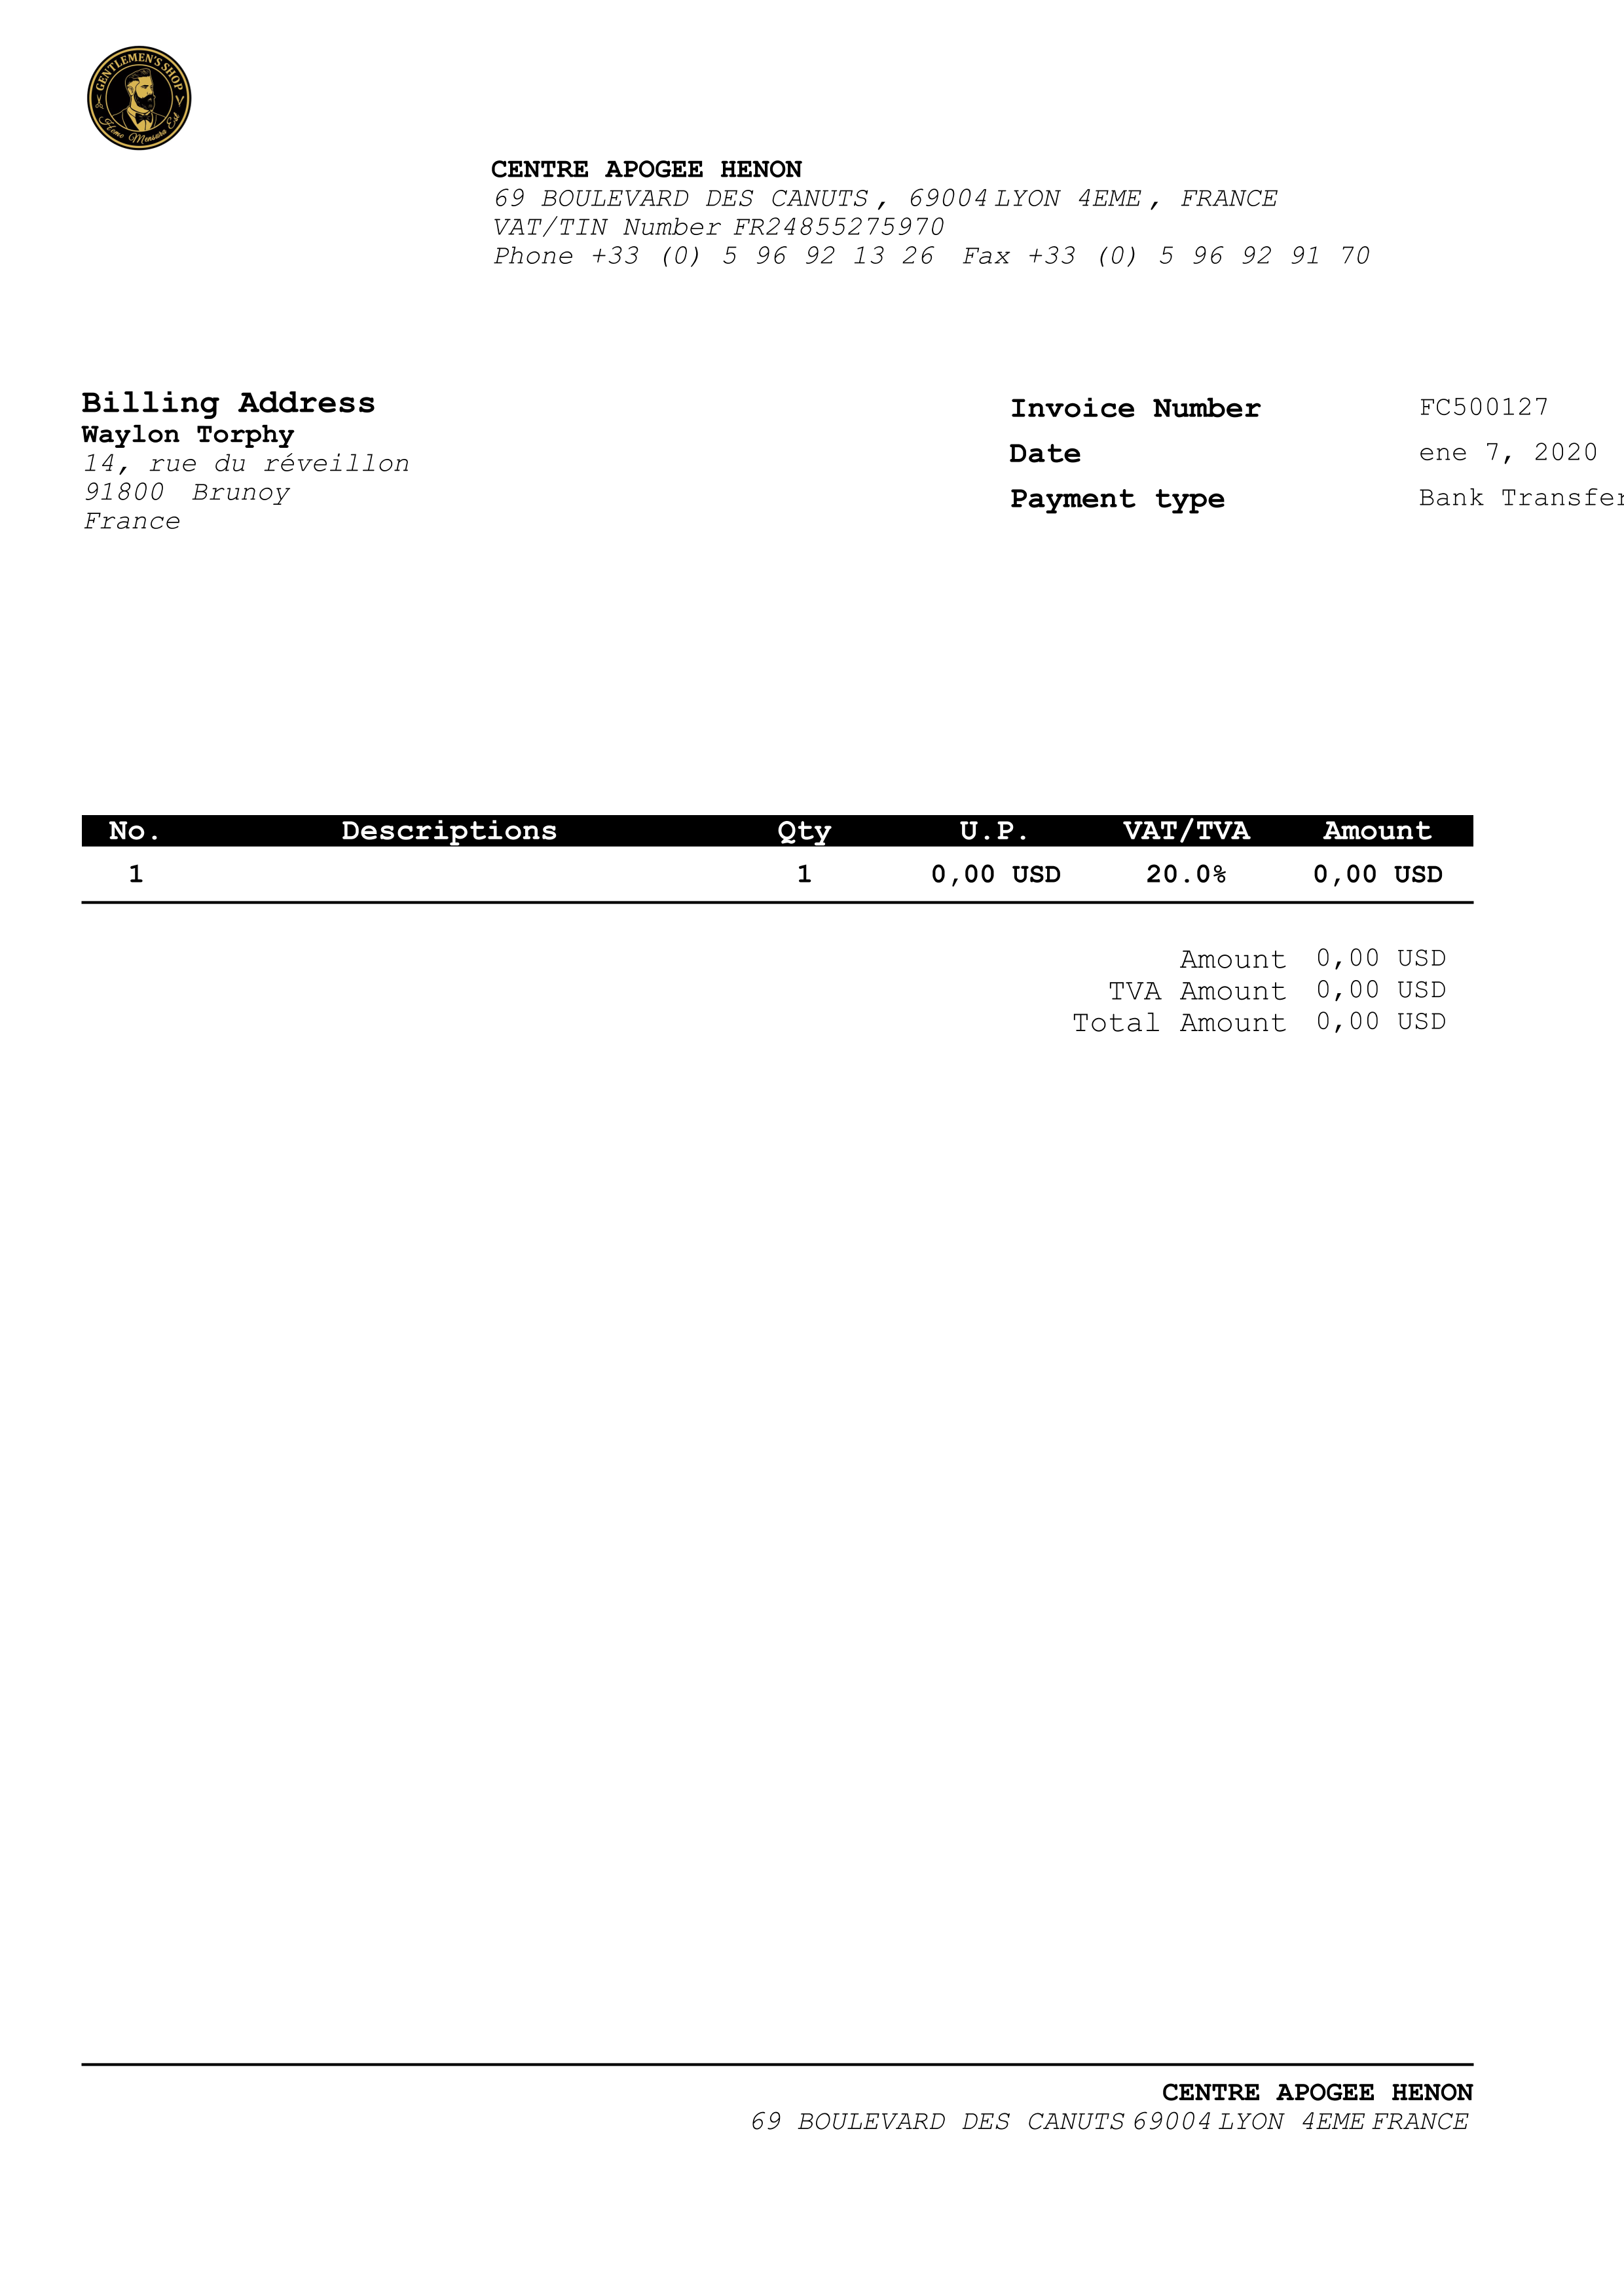 GENTLEMEN'S SHOP
CENTRE APOGEE HENON
69 BOULEVARD DES CANUTS , 69004 LYON 4EME , FRANCE
VAT/TIN Number FR24855275970
Phone +33 (0) 5 96 92 13 26 Fax +33 (0) 5 96 92 91 70
Billing Address
Waylon Torphy
14, rue du réveillon
91800 Brunoy
France
Invoice Number FC500127
Date ene 7, 2020
Payment type Bank Transfer
No. Descriptions Qty U.P. VAT/TVA Amount
1 1 0,00 USD 20.0% 0,00 USD
Amount 0,00 USD
TVA Amount 0,00 USD
Total Amount 0,00 USD
CENTRE APOGEE HENON
69 BOULEVARD DES CANUTS 69004 LYON 4EME FRANCE